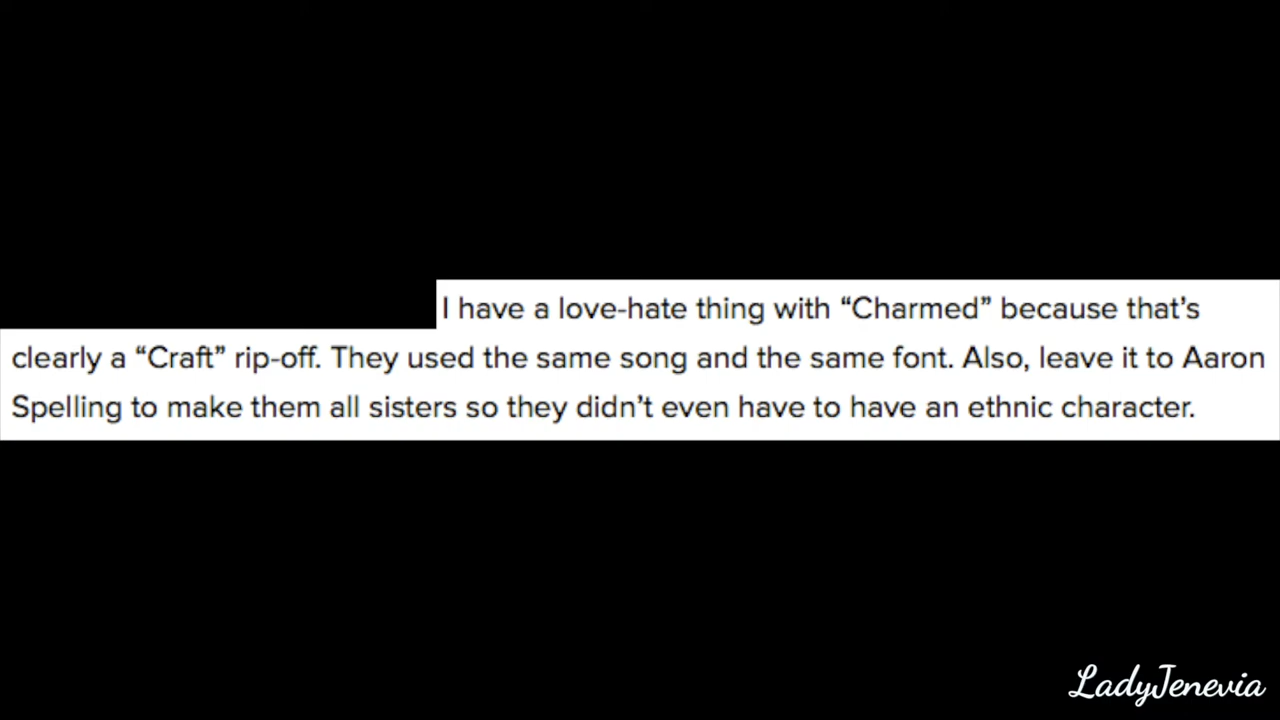 I have a love-hate thing with “Charmed” because that’s
clearly a “Craft” rip-off. They used the same song and the same font. Also, leave it to Aaron
Spelling to make them all sisters so they didn’t even have to have an ethnic character.
LadyJenevia